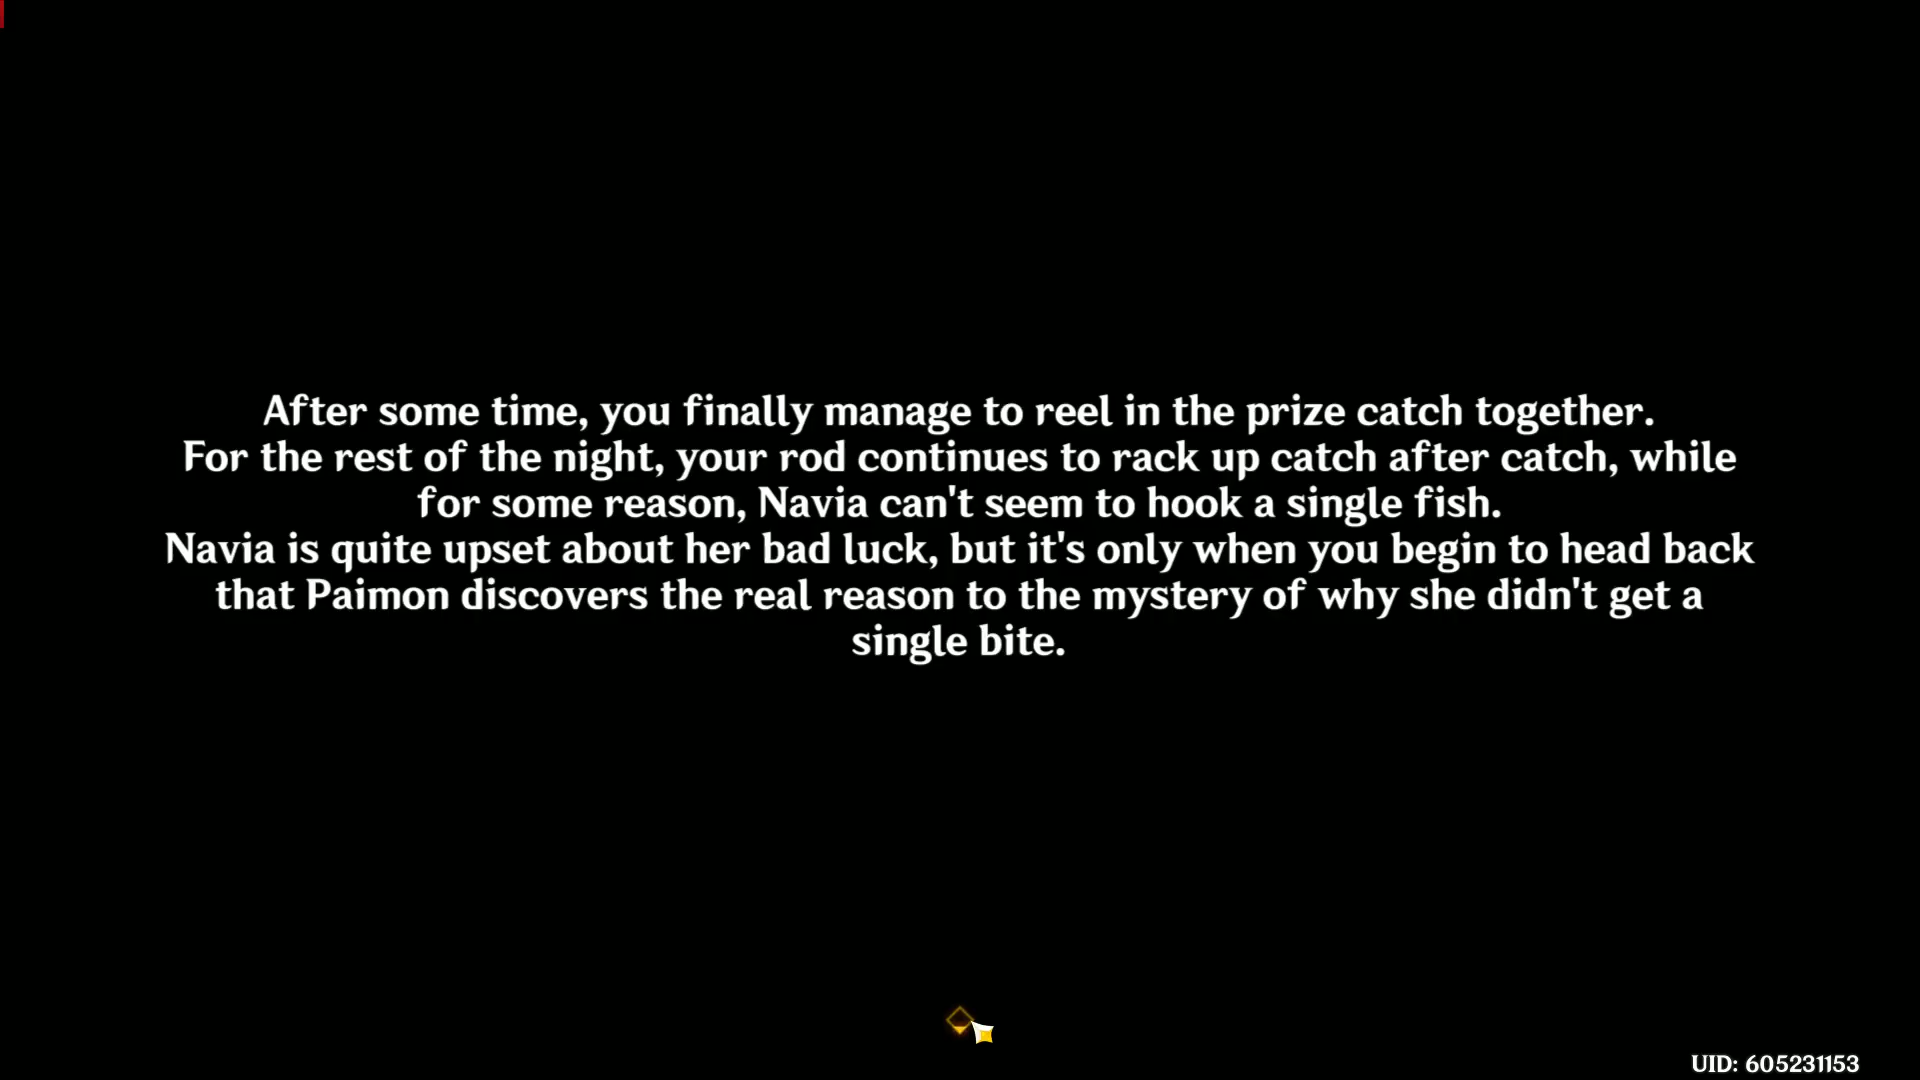 After some time, you finally manage to reel in the prize catch together.
For the rest of the night, your rod continues to rack up catch after catch, while
for some reason, Navia can't seem to hook a single fish.
Navia is quite upset about her bad luck, but it's only when you begin to head back
that Paimon discovers the real reason to the mystery of why she didn't get a
single bite.
UID: 605231153